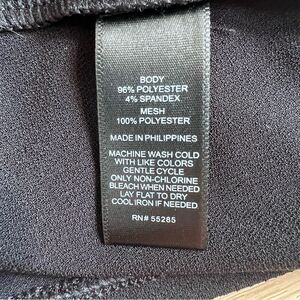 BODY
96% POLYESTER
4% SPANDEX
MESH
100% POLYESTER
MADE IN PHILIPPINES
MACHINE WASH COLD
WITH LIKE COLORS
GENTLE CYCLE
ONLY NON-CHLORINE
BLEACH WHEN NEEDED
LAY FLAT TO DRY
COOL IRON IF NEEDED
RN# 55285